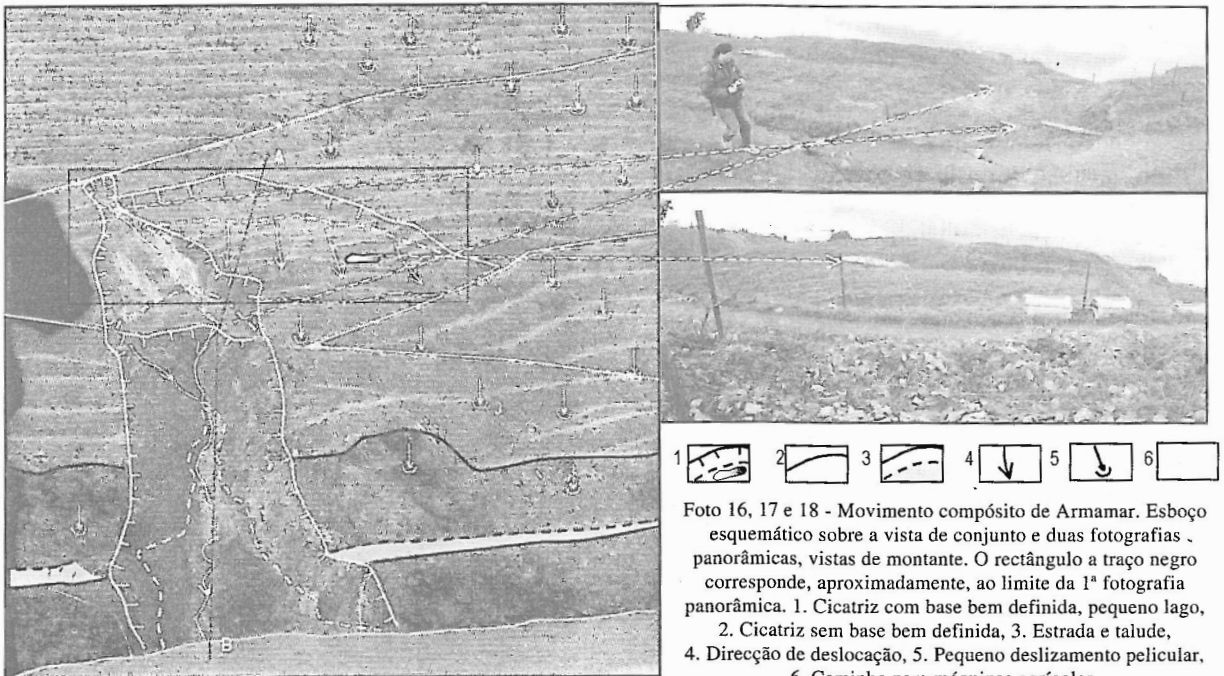 A
B
1 2 3 4 5 6
Foto 16, 17 e 18 - Movimento compósito de Armamar. Esboço
esquemático sobre a vista de conjunto e duas fotografias
panorâmicas, vistas de montante. O rectângulo a traço negro
corresponde, aproximadamente, ao limite da 1ª fotografia
panorâmica. 1. Cicatriz com base bem definida, pequeno lago,
2. Cicatriz sem base bem definida, 3. Estrada e talude,
4. Direcção de deslocação, 5. Pequeno deslizamento pelicular,